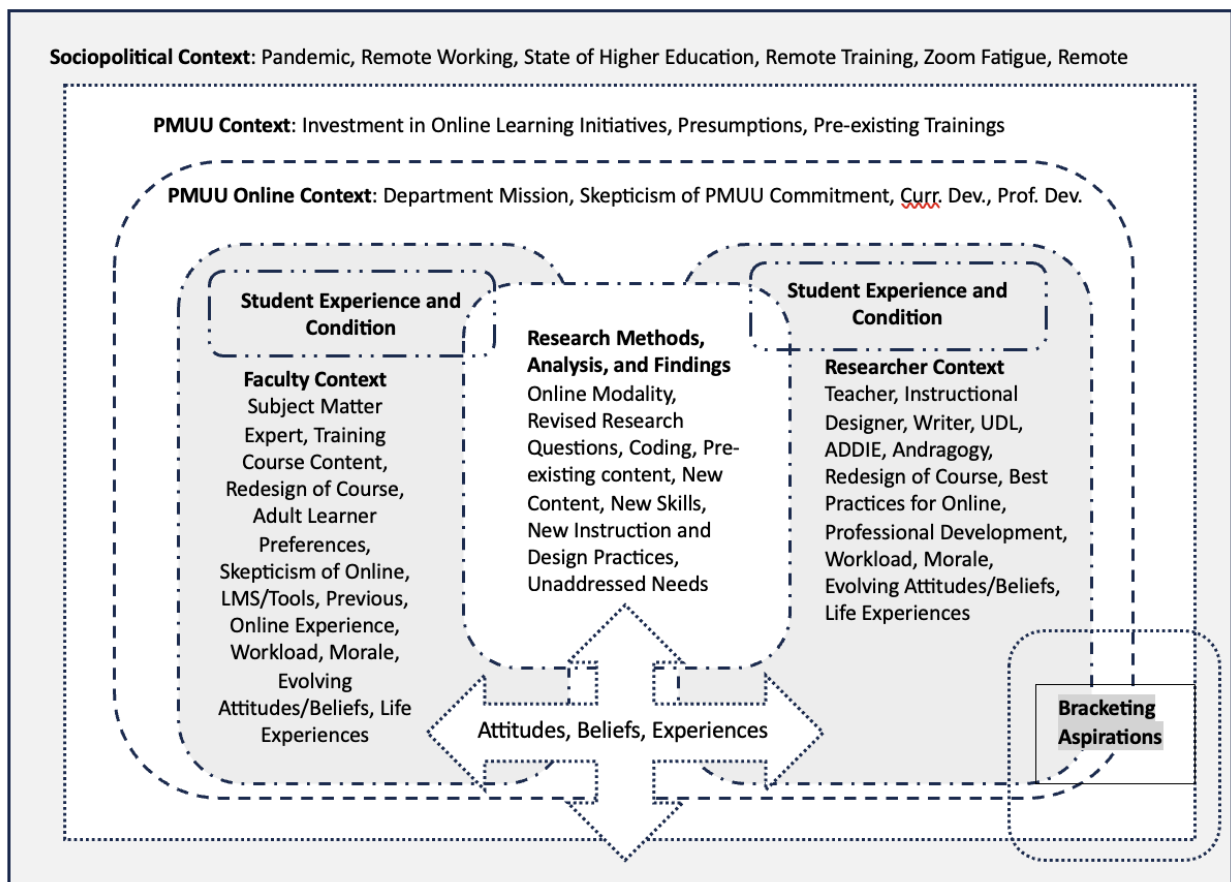 Sociopolitical Context: Pandemic, Remote Working, State of Higher Education, Remote Training, Zoom Fatigue, Remote
PMUU Context: Investment in Online Learning Initiatives, Presumptions, Pre-existing Trainings
PMUU Online Context: Department Mission, Skepticism of PMUU Commitment, Curr. Dev., Prof. Dev.
Student Experience and
Condition
Faculty Context
Subject Matter
Expert, Training
Course Content,
Redesign of Course,
Adult Learner
Preferences,
Skepticism of Online,
LMS/Tools, Previous,
Online Experience,
Workload, Morale,
Evolving
Attitudes/Beliefs, Life
Experiences
Research Methods,
Analysis, and Findings
Online Modality,
Revised Research
Questions, Coding, Pre-
existing content, New
Content, New Skills,
New Instruction and
Design Practices,
Unaddressed Needs
Student Experience and
Condition
Researcher Context
Teacher, Instructional
Designer, Writer, UDL,
ADDIE, Andragogy,
Redesign of Course, Best
Practices for Online,
Professional Development,
Workload, Morale,
Evolving Attitudes/Beliefs,
Life Experiences
Attitudes, Beliefs, Experiences
Bracketing
Aspirations